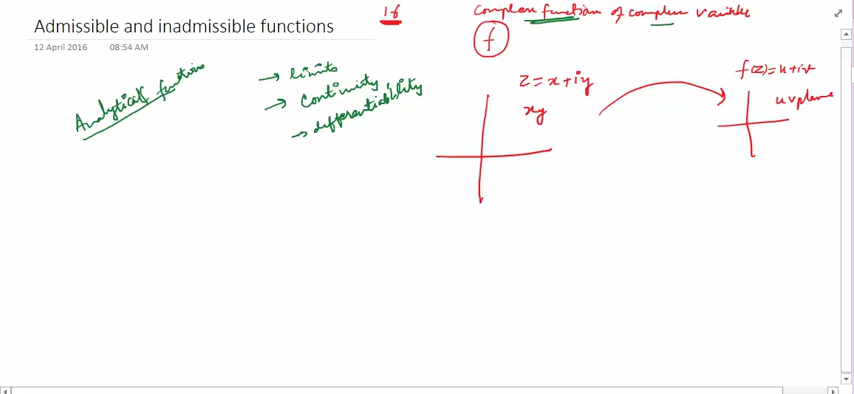 Admissible and inadmissible functions
12 April 2016 08:54 AM
18 complex function of complex variable
f
Analytical function
→ limits
→ Continuity
→ differentiability
z = x + iy
xy
f(z) = u + iv
uv plane